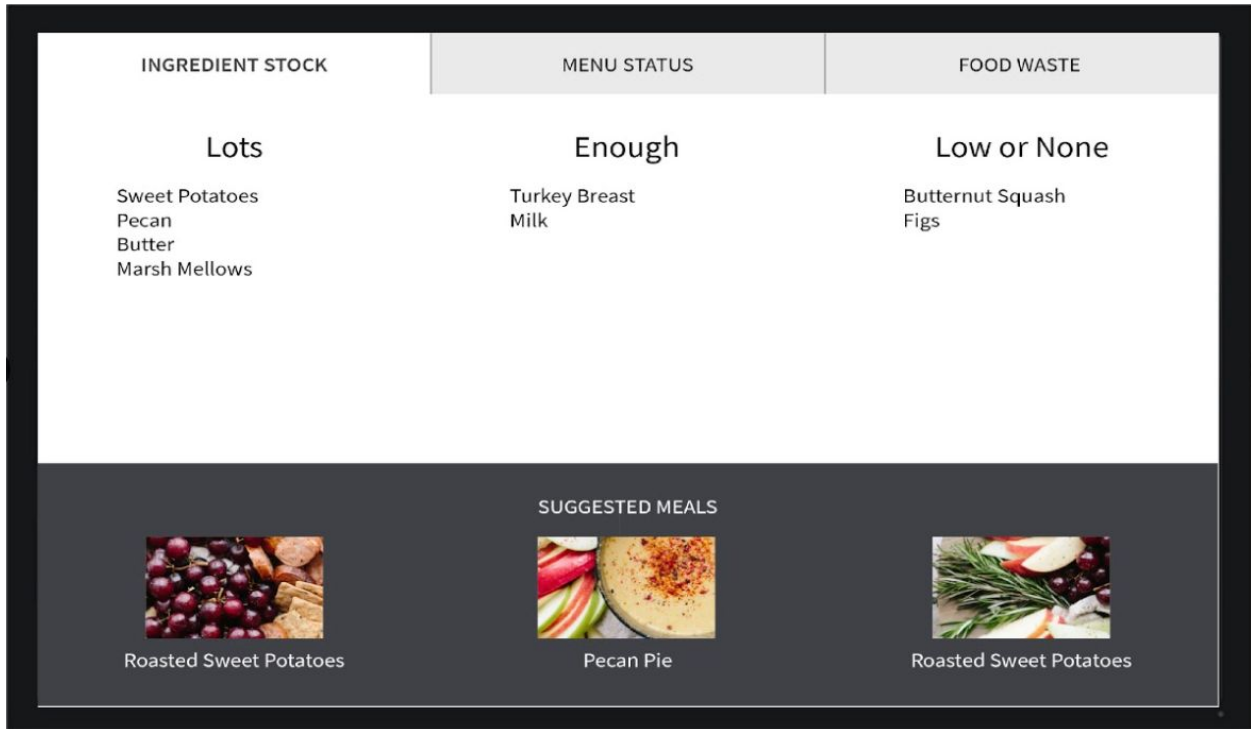 INGREDIENT STOCK
MENU STATUS
FOOD WASTE
Lots
Sweet Potatoes
Pecan
Butter
Marsh Mellows
Enough
Turkey Breast
Milk
Low or None
Butternut Squash
Figs
SUGGESTED MEALS
Roasted Sweet Potatoes
Pecan Pie
Roasted Sweet Potatoes